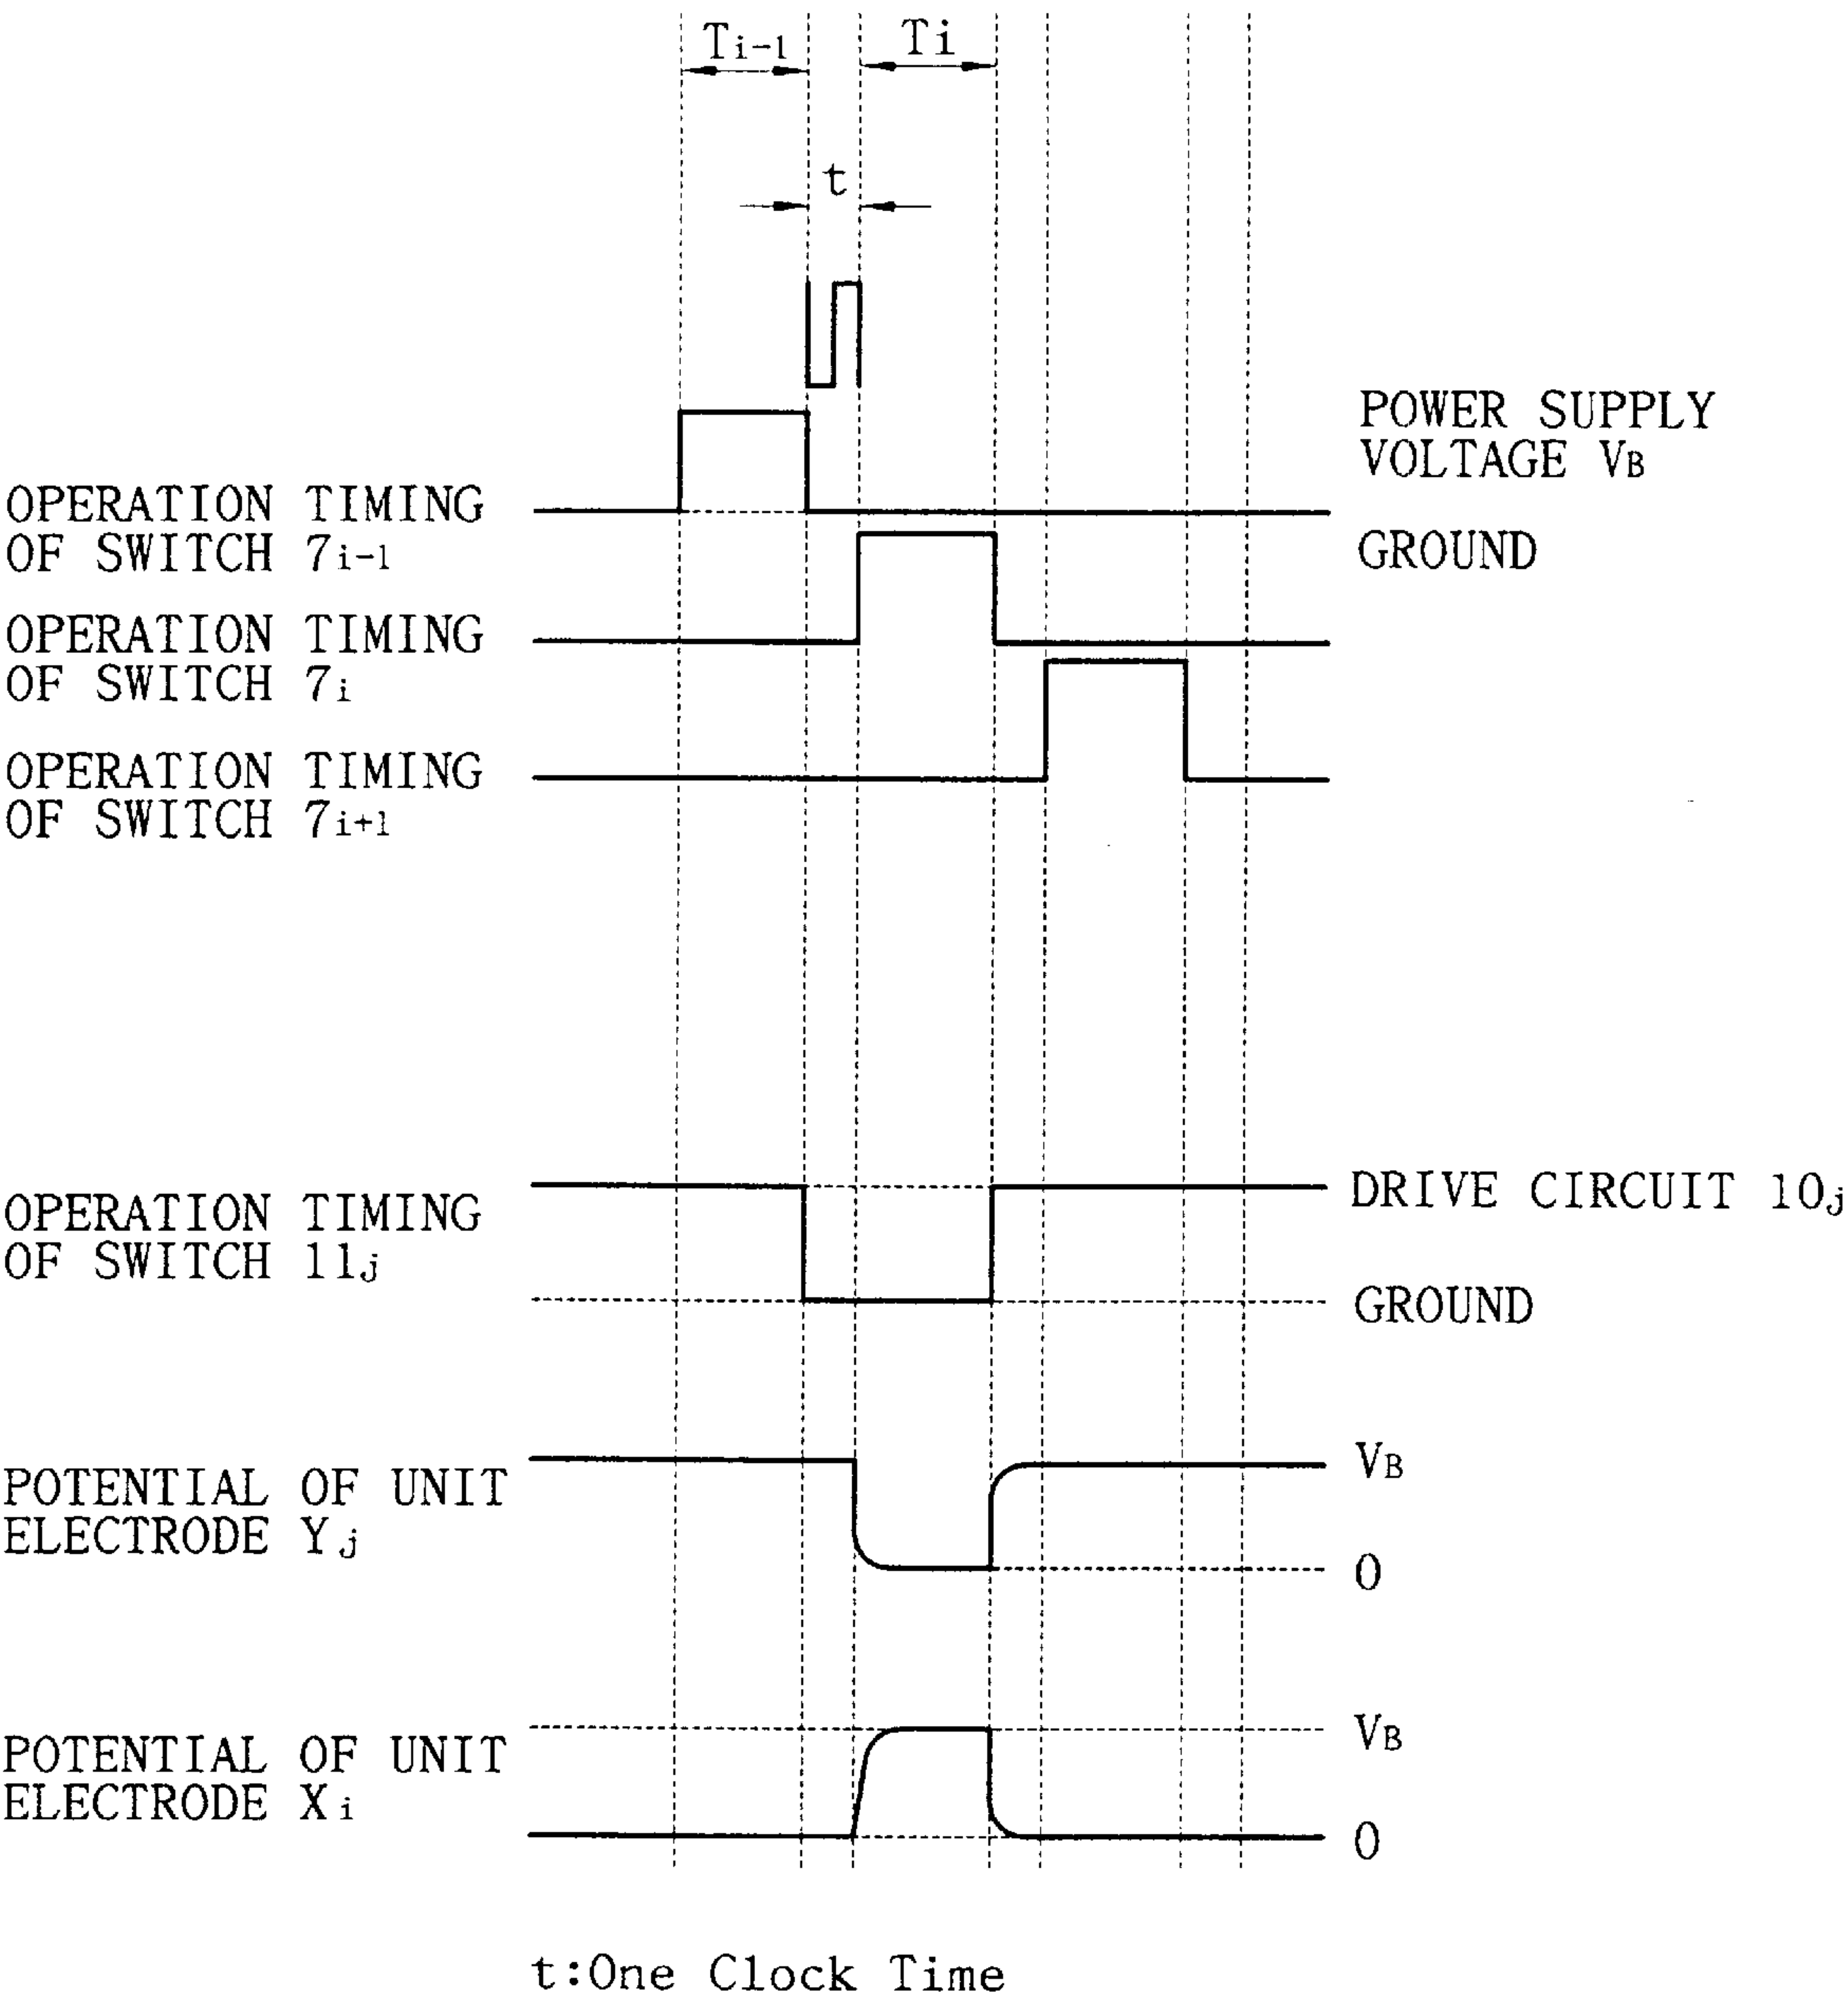 Ti-1
Ti
t
POWER SUPPLY
VOLTAGE VB
OPERATION TIMING
OF SWITCH 7i-1
GROUND
OPERATION TIMING
OF SWITCH 7i
OPERATION TIMING
OF SWITCH 7i+1
DRIVE CIRCUIT 10j
OPERATION TIMING
OF SWITCH 11j
GROUND
VB
POTENTIAL OF UNIT
ELECTRODE Yj
0
VB
POTENTIAL OF UNIT
ELECTRODE Xi
0
t:One Clock Time